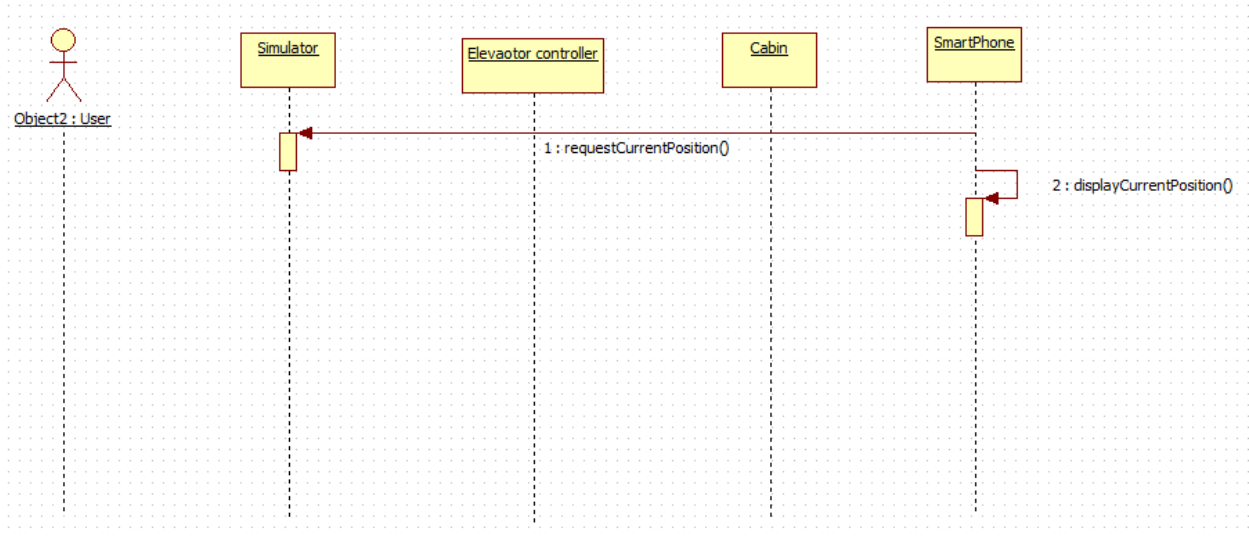 Simulator
Elevaotor controller
Cabin
SmartPhone
Object2 : User
1 : requestCurrentPosition()
2 : displayCurrentPosition()